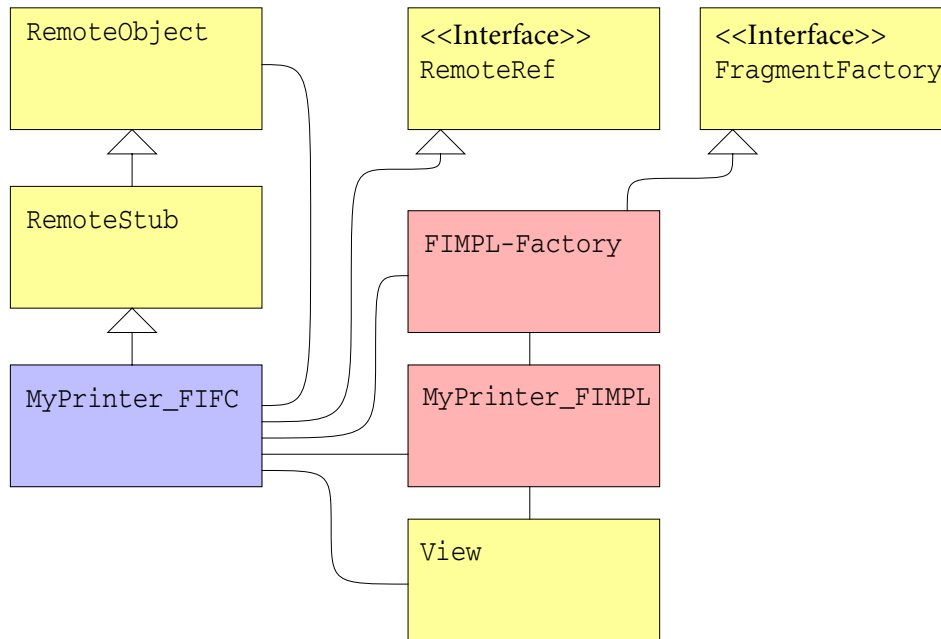 RemoteObject
<<Interface>>
RemoteRef
<<Interface>>
FragmentFactory
RemoteStub
FIMPL-Factory
MyPrinter_FIFC
MyPrinter_FIMPL
View